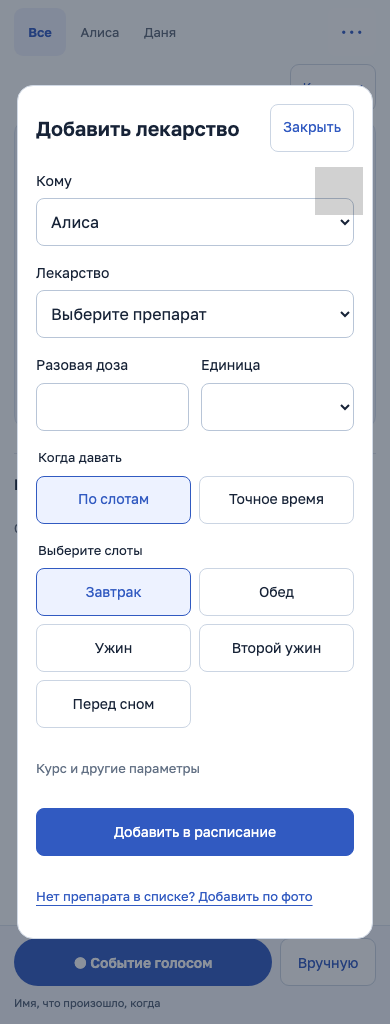 Все Алиса Даня
Добавить лекарство
Закрыть
Кому
Алиса
Лекарство
Выберите препарат
Разовая доза Единица
Когда давать
По слотам Точное время
Выберите слоты
Завтрак Обед
Ужин Второй ужин
Перед сном
Курс и другие параметры
Добавить в расписание
Нет препарата в списке? Добавить по фото
Событие голосом Вручную
Имя, что произошло, когда